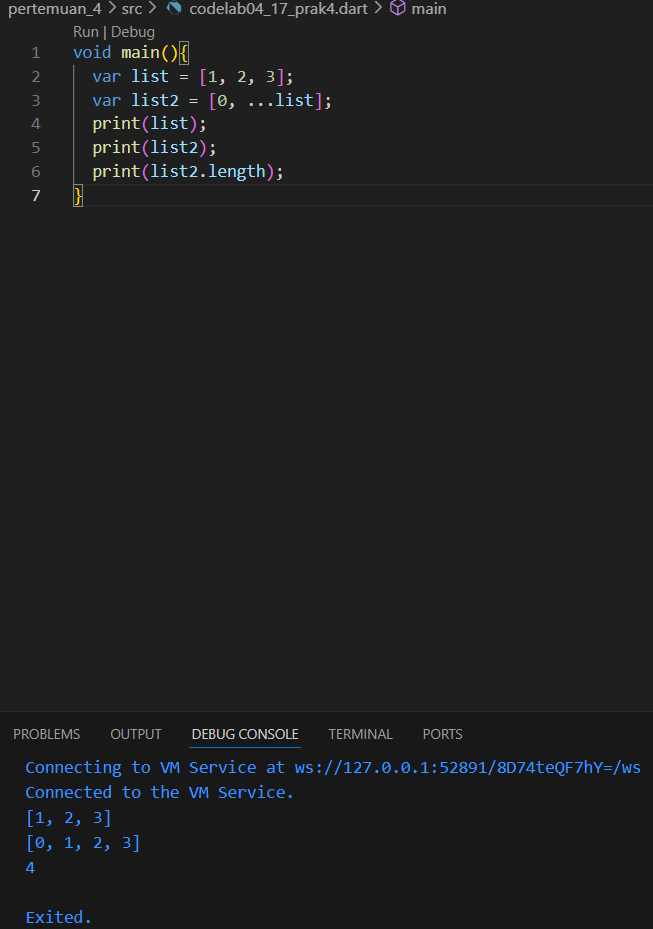 pertemuan_4 > src > codelab04_17_prak4.dart > main
Run | Debug
1 void main(){
2 var list = [1, 2, 3];
3 var list2 = [0, ...list];
4 print(list);
5 print(list2);
6 print(list2.length);
7 }
PROBLEMS OUTPUT DEBUG CONSOLE TERMINAL PORTS
Connecting to VM Service at ws://127.0.0.1:52891/8D74teQF7hY=/ws
Connected to the VM Service.
[1, 2, 3]
[0, 1, 2, 3]
4
Exited.